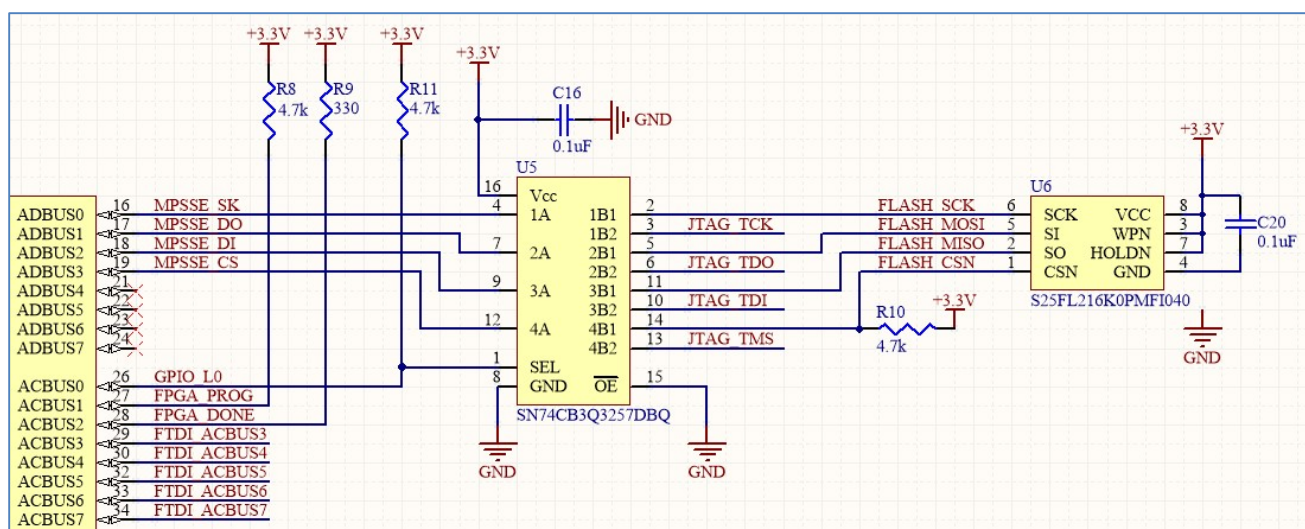 +3.3V
+3.3V
+3.3V
+3.3V
+3.3V
R8
4.7k
R9
330
R11
4.7k
C16
0.1uF
GND
ADBUS0 16 MPSSE_SK
ADBUS1 17 MPSSE_DO
ADBUS2 18 MPSSE_DI
ADBUS3 19 MPSSE_CS
ADBUS4 21
ADBUS5 22
ADBUS6 23
ADBUS7 24
ACBUS0 26 GPIO_L0
ACBUS1 27 FPGA_PROG
ACBUS2 28 FPGA_DONE
ACBUS3 29 FTDI_ACBUS3
ACBUS4 30 FTDI_ACBUS4
ACBUS5 32 FTDI_ACBUS5
ACBUS6 33 FTDI_ACBUS6
ACBUS7 34 FTDI_ACBUS7
U5
16 Vcc
4 1A 1B1 2
1B2 3 JTAG_TCK
7 2A 2B1 5
2B2 6 JTAG_TDO
9 3A 3B1 11
3B2 10 JTAG_TDI
12 4A 4B1 14
4B2 13 JTAG_TMS
1 SEL
8 GND OE 15
SN74CB3Q3257DBQ
GND
GND
R10
4.7k
+3.3V
U6
FLASH_SCK 6 SCK VCC 8
FLASH_MOSI 5 SI WPN 3
FLASH_MISO 2 SO HOLDN 7
FLASH_CSN 1 CSN GND 4
S25FL216K0PMFI040
C20
0.1uF
GND